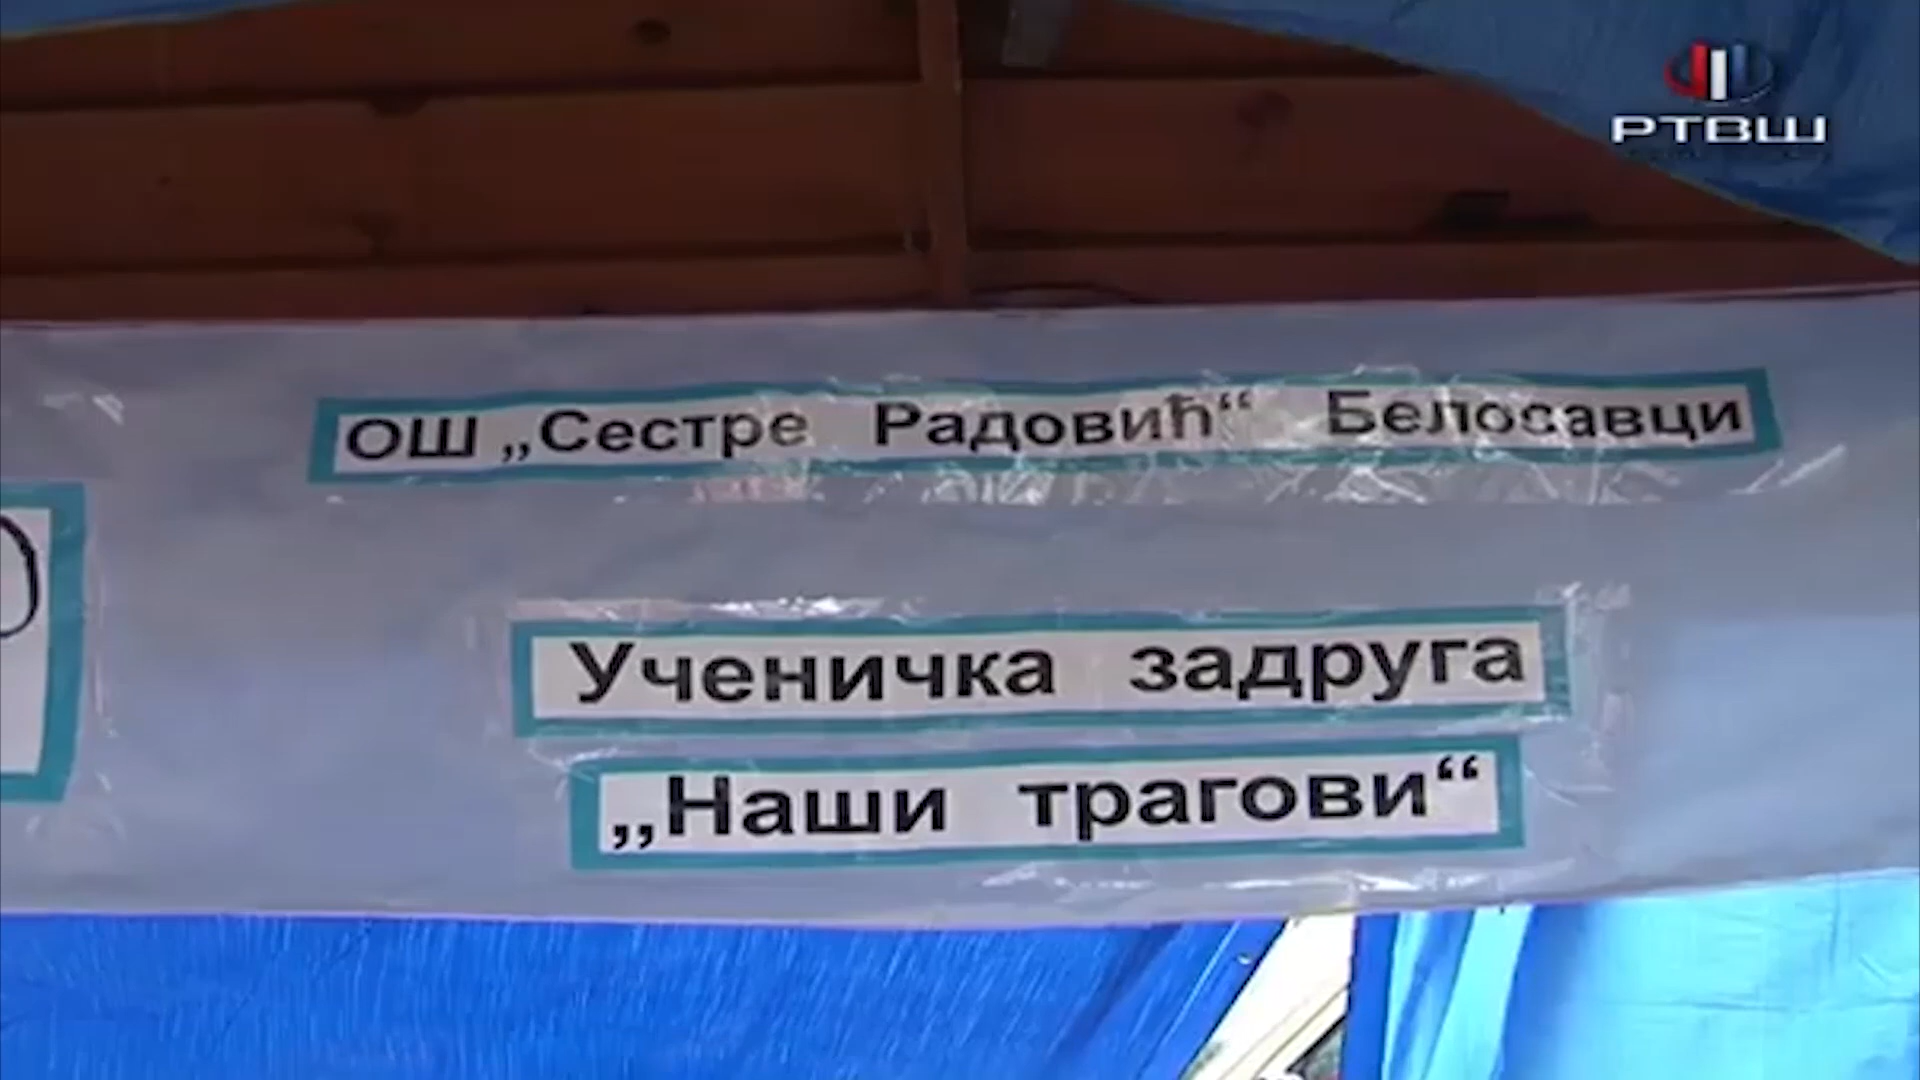 РТВШ
ОШ „Сестре Радовић“ Белосавци
Ученичка задруга
„Наши трагови“